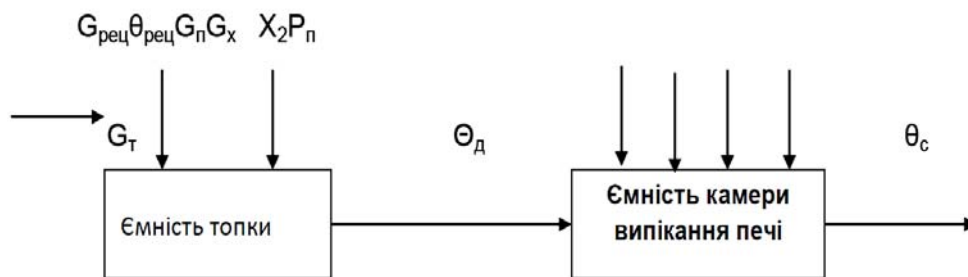 GрецθрецGпGх X₂Pп
Gт
Θд
θс
Ємність топки
Ємність камери
випікання печі